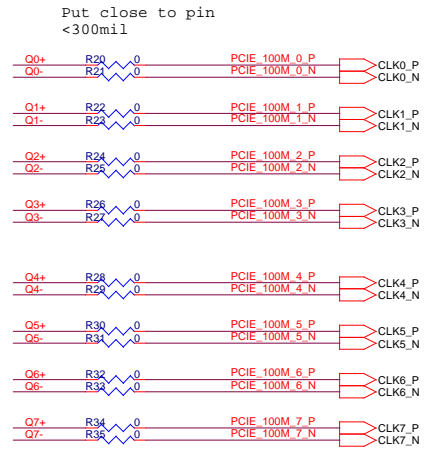 Put close to pin
<300mil
Q0+ R20 0 PCIE_100M_0_P CLK0_P
Q0- R21 0 PCIE_100M_0_N CLK0_N
Q1+ R22 0 PCIE_100M_1_P CLK1_P
Q1- R23 0 PCIE_100M_1_N CLK1_N
Q2+ R24 0 PCIE_100M_2_P CLK2_P
Q2- R25 0 PCIE_100M_2_N CLK2_N
Q3+ R26 0 PCIE_100M_3_P CLK3_P
Q3- R27 0 PCIE_100M_3_N CLK3_N
Q4+ R28 0 PCIE_100M_4_P CLK4_P
Q4- R29 0 PCIE_100M_4_N CLK4_N
Q5+ R30 0 PCIE_100M_5_P CLK5_P
Q5- R31 0 PCIE_100M_5_N CLK5_N
Q6+ R32 0 PCIE_100M_6_P CLK6_P
Q6- R33 0 PCIE_100M_6_N CLK6_N
Q7+ R34 0 PCIE_100M_7_P CLK7_P
Q7- R35 0 PCIE_100M_7_N CLK7_N